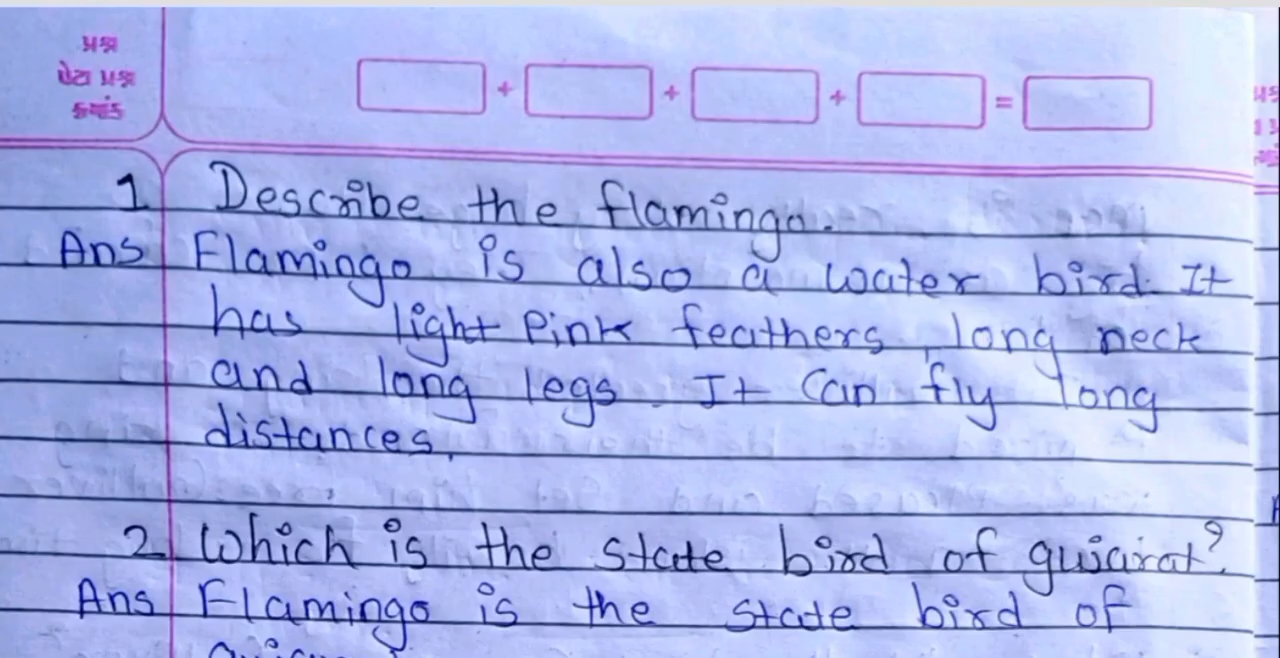 પ્રશ્ન
પેટા પ્રશ્ન
ક્રમાંક
+ + + =
1 Describe the flamingo.
Ans Flamingo is also a water bird. It
has light Pink feathers, long neck
and long legs. It Can fly long
distances.
2 Which is the state bird of gujarat?
Ans Flamingo is the state bird of